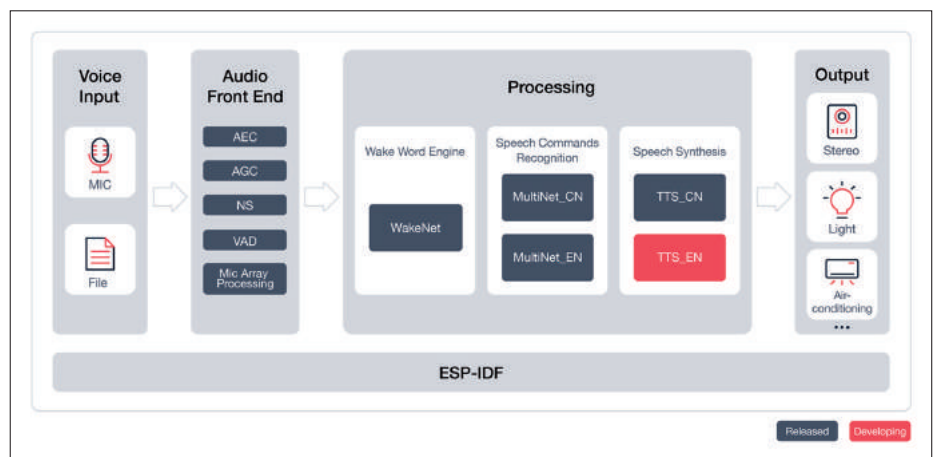 Voice
Input
MIC
File
Audio
Front End
AEC
AGC
NS
VAD
Mic Array
Processing
Processing
Wake Word Engine
WakeNet
Speech Commands
Recognition
MultiNet_CN
MultiNet_EN
Speech Synthesis
TTS_CN
TTS_EN
Output
Stereo
Light
Air-
conditioning
•••
ESP-IDF
Released
Developing